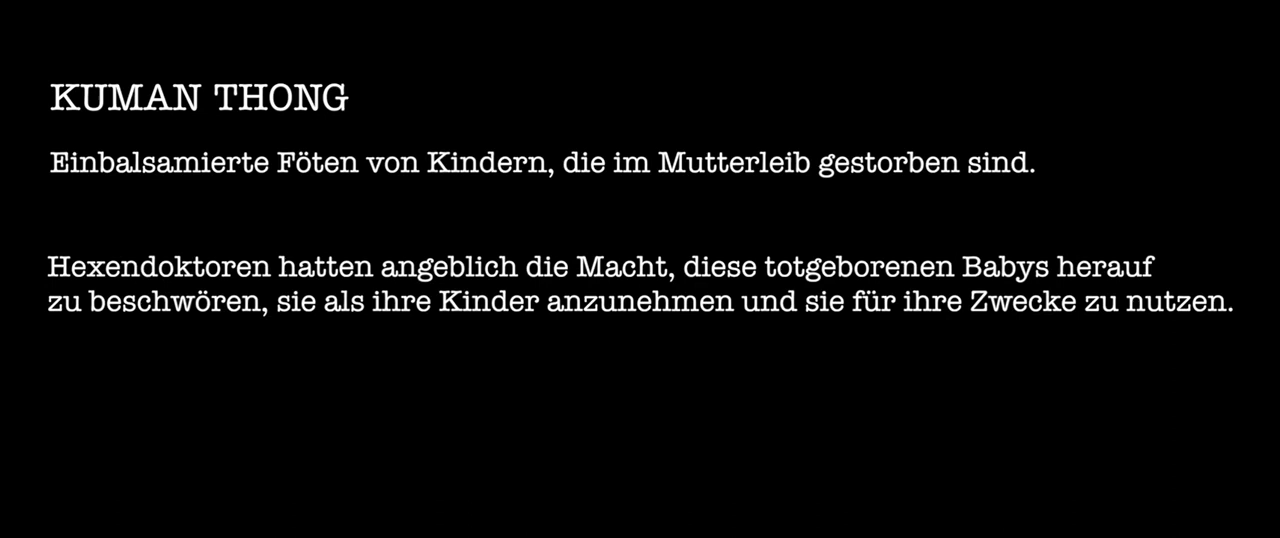 KUMAN THONG
Einbalsamierte Föten von Kindern, die im Mutterleib gestorben sind.
Hexendoktoren hatten angeblich die Macht, diese totgeborenen Babys herauf
zu beschwören, sie als ihre Kinder anzunehmen und sie für ihre Zwecke zu nutzen.